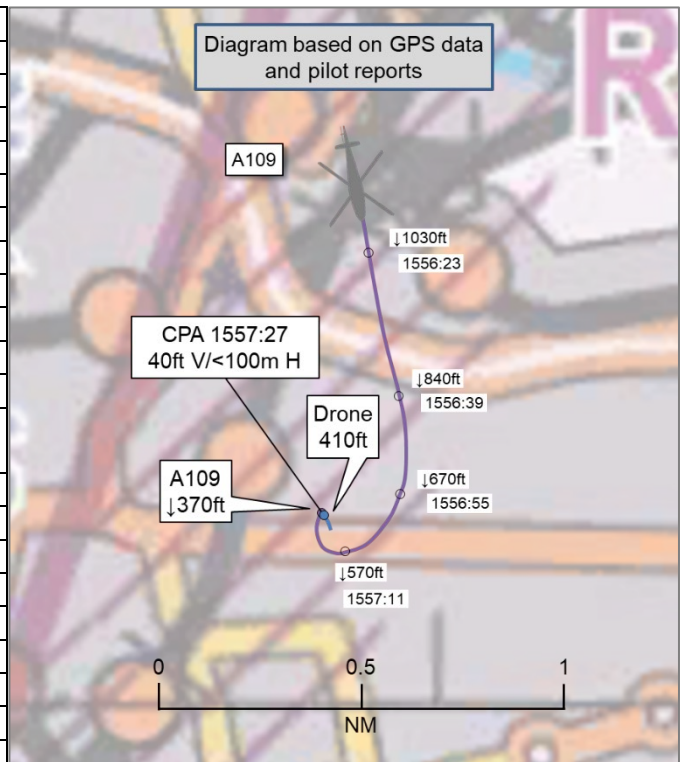 Diagram based on GPS data
and pilot reports
R
A109
↓1030ft
1556:23
CPA 1557:27
40ft V/<100m H
↓840ft
1556:39
Drone
410ft
A109
↓370ft
↓670ft
1556:55
↓570ft
1557:11
0
0.5
1
NM